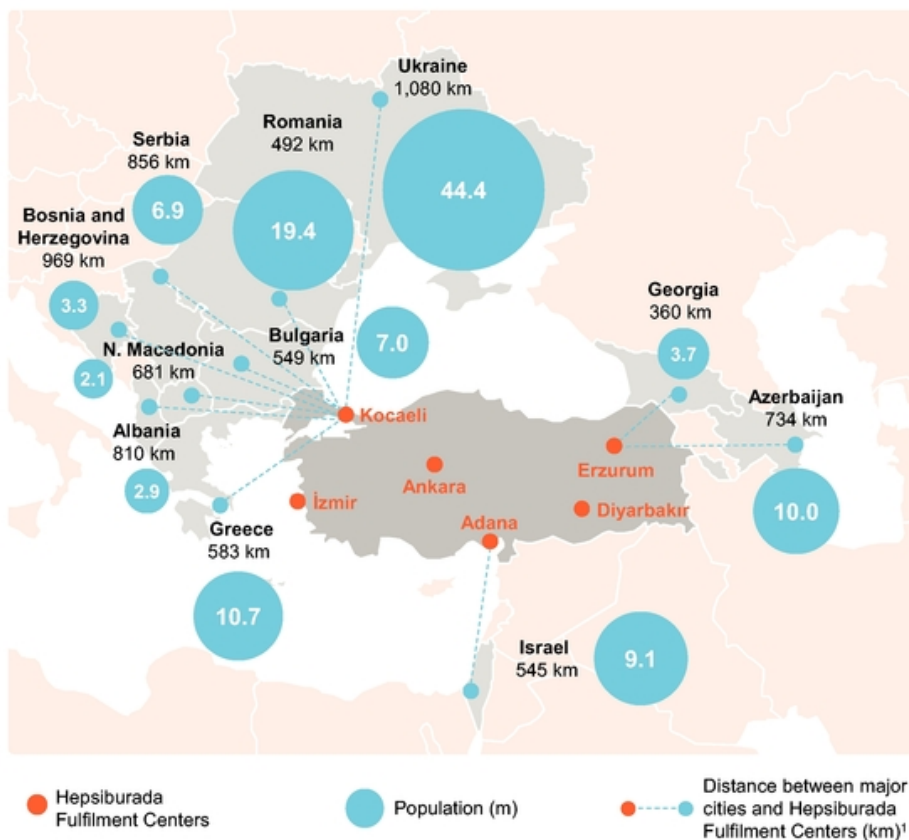 Ukraine
1,080 km
44.4
Romania
492 km
19.4
Serbia
856 km
6.9
Bosnia and
Herzegovina
969 km
3.3
N. Macedonia
681 km
2.1
Bulgaria
549 km
7.0
Georgia
360 km
3.7
Azerbaijan
734 km
10.0
Albania
810 km
2.9
Greece
583 km
10.7
Israel
545 km
9.1
Kocaeli
Ankara
İzmir
Adana
Erzurum
Diyarbakır
Hepsiburada
Fulfilment Centers
Population (m)
Distance between major
cities and Hepsiburada
Fulfilment Centers (km)¹